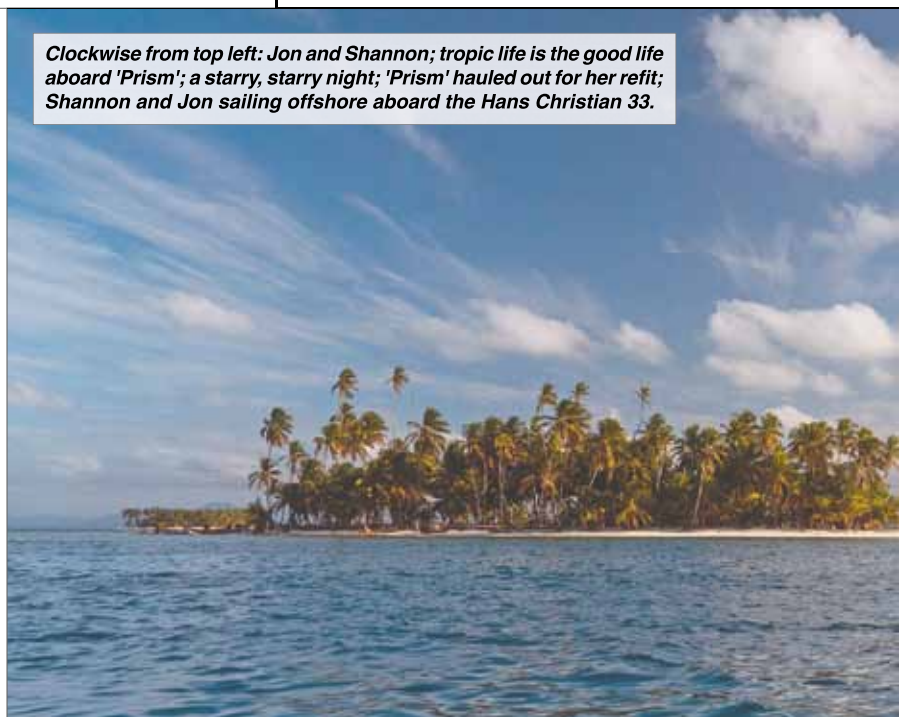 Clockwise from top left: Jon and Shannon; tropic life is the good life
aboard 'Prism'; a starry, starry night; 'Prism' hauled out for her refit;
Shannon and Jon sailing offshore aboard the Hans Christian 33.